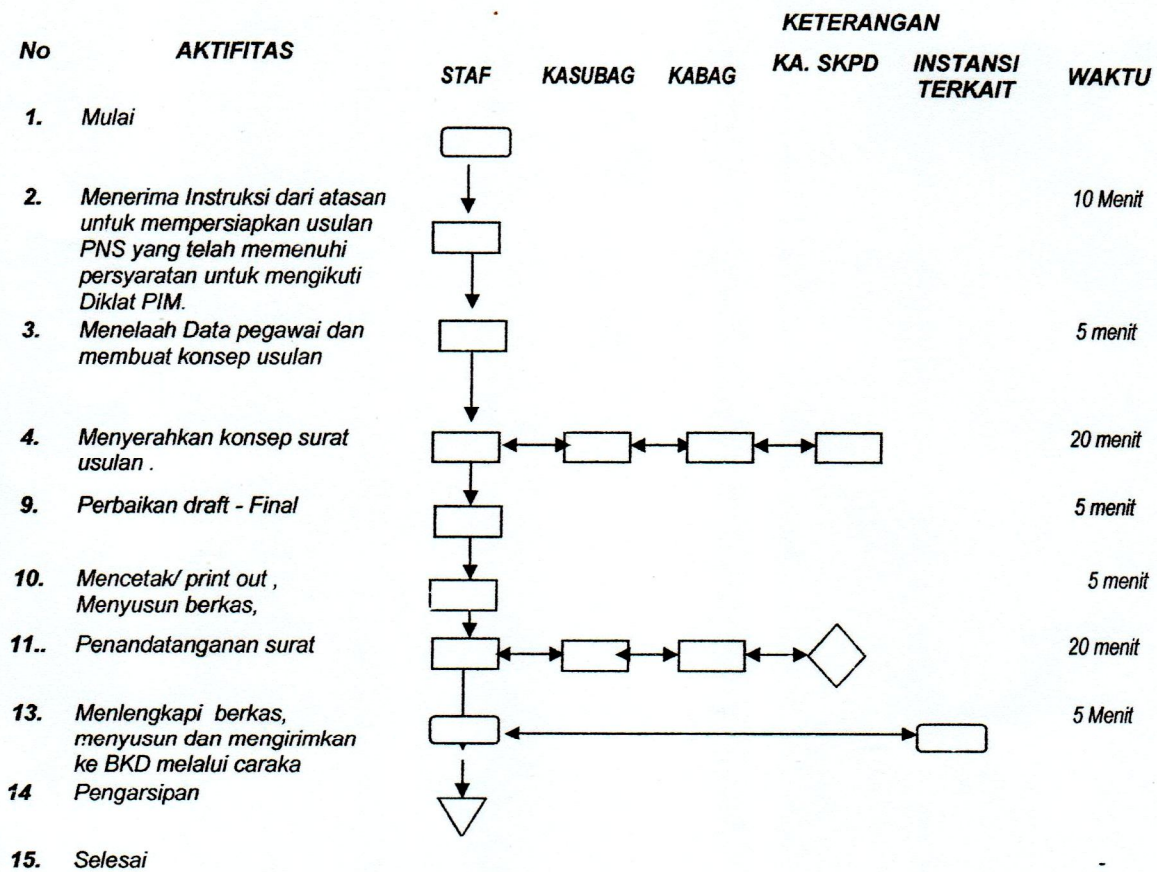 KETERANGAN
No AKTIFITAS STAF KASUBAG KABAG KA. SKPD INSTANSI TERKAIT WAKTU
1. Mulai
2. Menerima Instruksi dari atasan 10 Menit
untuk mempersiapkan usulan
PNS yang telah memenuhi
persyaratan untuk mengikuti
Diklat PIM.
3. Menelaah Data pegawai dan 5 menit
membuat konsep usulan
4. Menyerahkan konsep surat 20 menit
usulan .
9. Perbaikan draft - Final 5 menit
10. Mencetak/ print out , 5 menit
Menyusun berkas,
11.. Penandatanganan surat 20 menit
13. Menlengkapi berkas, 5 Menit
menyusun dan mengirimkan
ke BKD melalui caraka
14 Pengarsipan
15. Selesai -